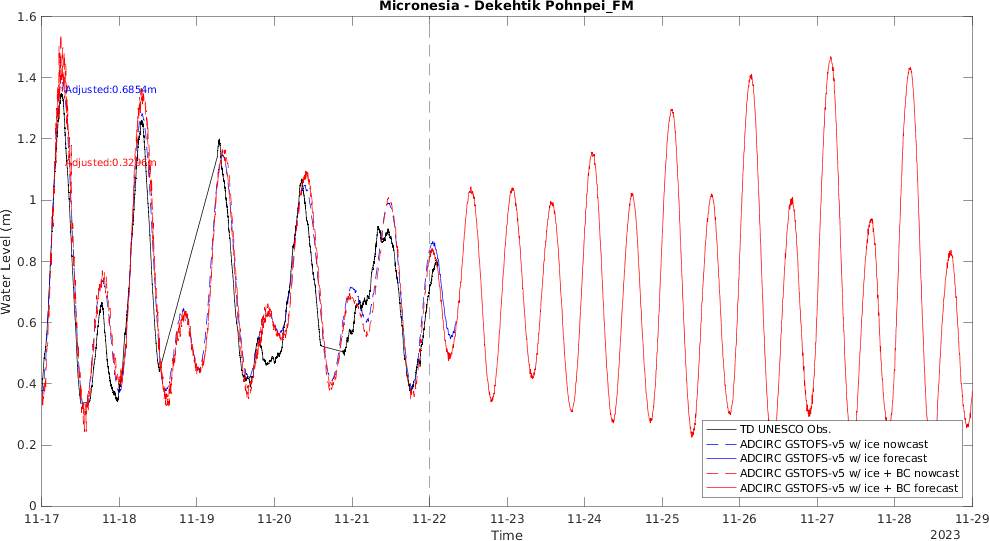 Micronesia - Dekehtik Pohnpei_FM
Water Level (m)
1.6
1.4
1.2
1
0.8
0.6
0.4
0.2
0
Adjusted:0.6854m
Adjusted:0.3296m
TD UNESCO Obs.
ADCIRC GSTOFS-v5 w/ ice nowcast
ADCIRC GSTOFS-v5 w/ ice forecast
ADCIRC GSTOFS-v5 w/ ice + BC nowcast
ADCIRC GSTOFS-v5 w/ ice + BC forecast
11-17 11-18 11-19 11-20 11-21 11-22 11-23 11-24 11-25 11-26 11-27 11-28 11-29
Time
2023